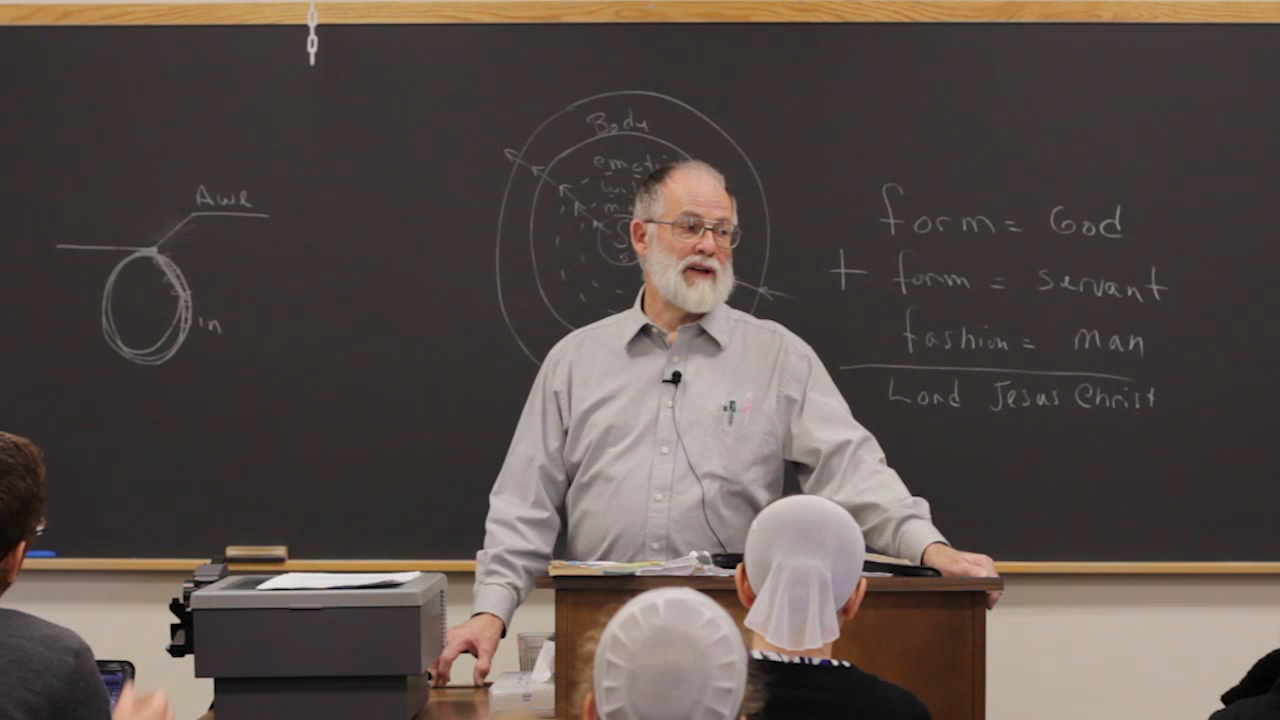 Awe
in
Body
form = God
+ form = servant
fashion = man
Lord Jesus Christ